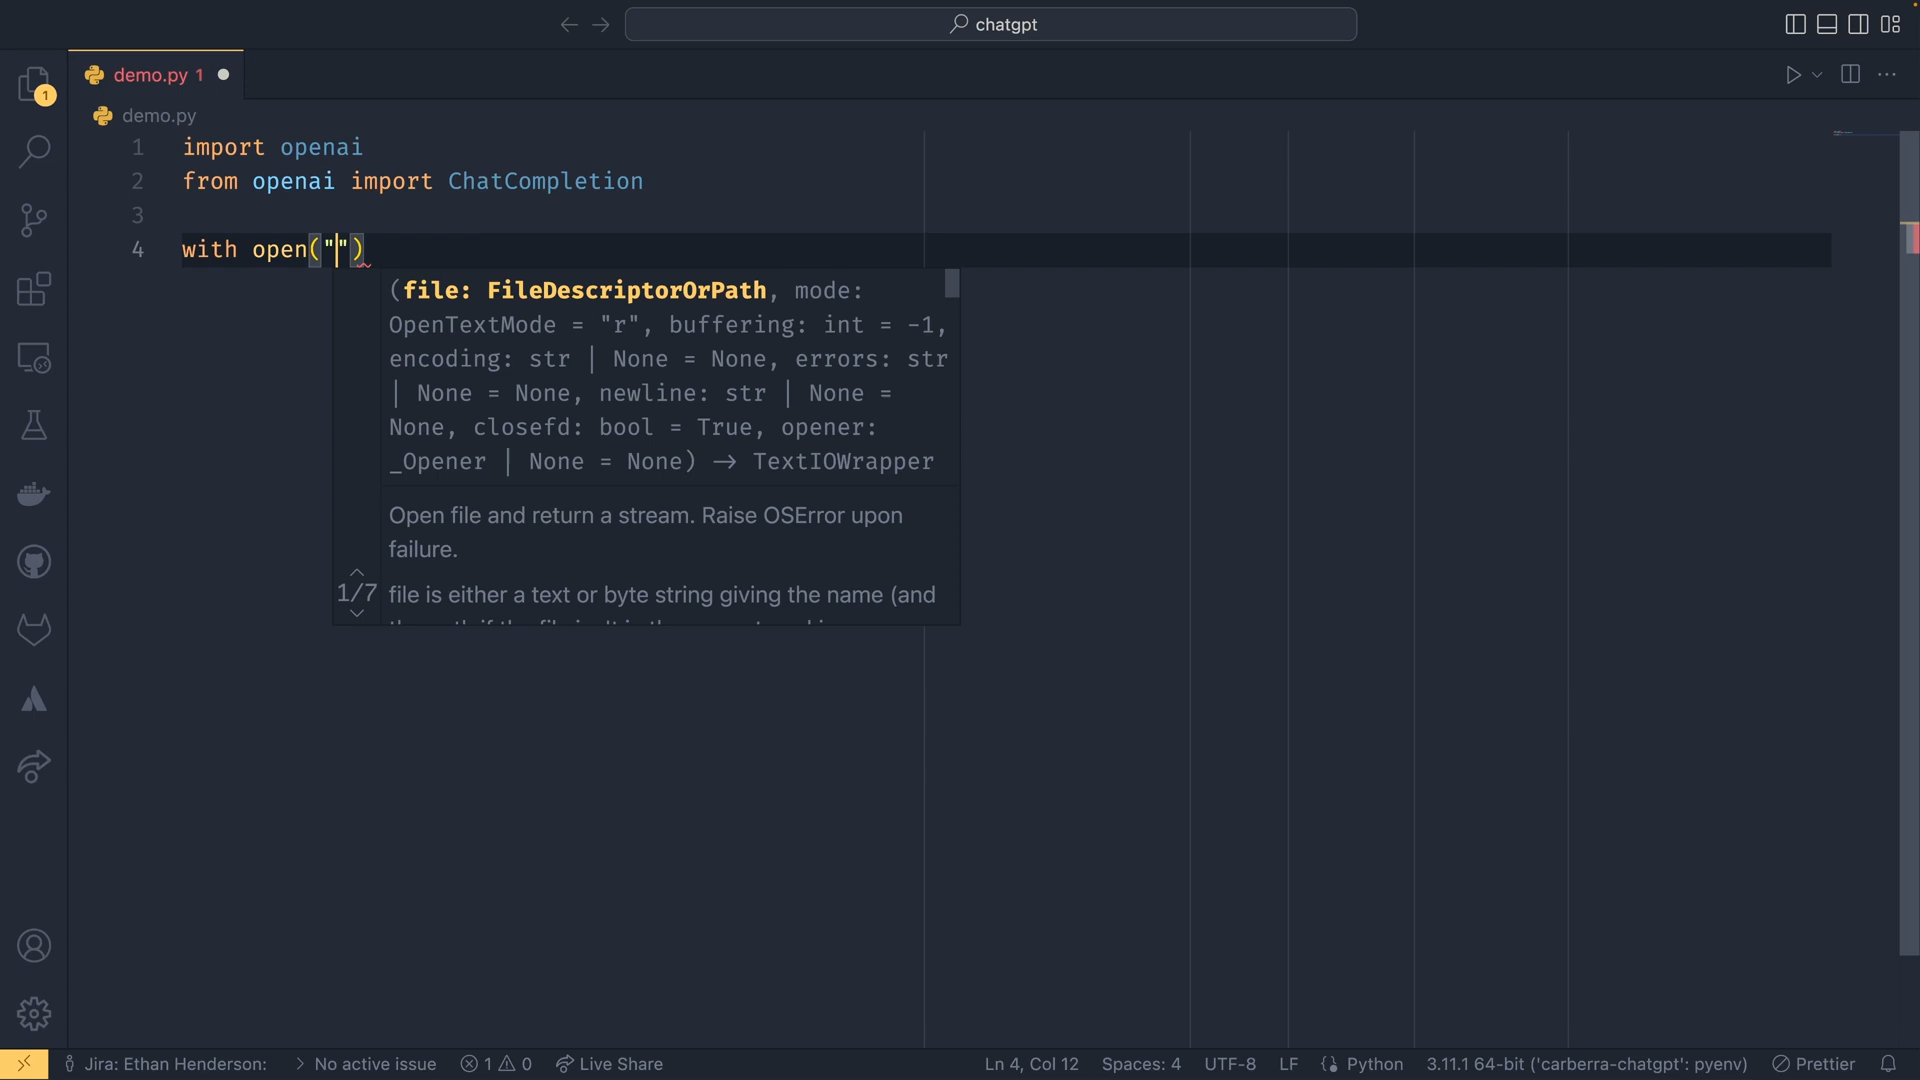 chatgpt
demo.py 1
1
demo.py
1 import openai
2 from openai import ChatCompletion
3
4 with open("")
(file: FileDescriptorOrPath, mode:
OpenTextMode = "r", buffering: int = -1,
encoding: str | None = None, errors: str
| None = None, newline: str | None =
None, closefd: bool = True, opener:
_Opener | None = None) → TextIOWrapper
Open file and return a stream. Raise OSError upon
failure.
1/7
file is either a text or byte string giving the name (and
Jira: Ethan Henderson: > No active issue 1 0 Live Share Ln 4, Col 12 Spaces: 4 UTF-8 LF Python 3.11.1 64-bit ('carberra-chatgpt': pyenv) Prettier